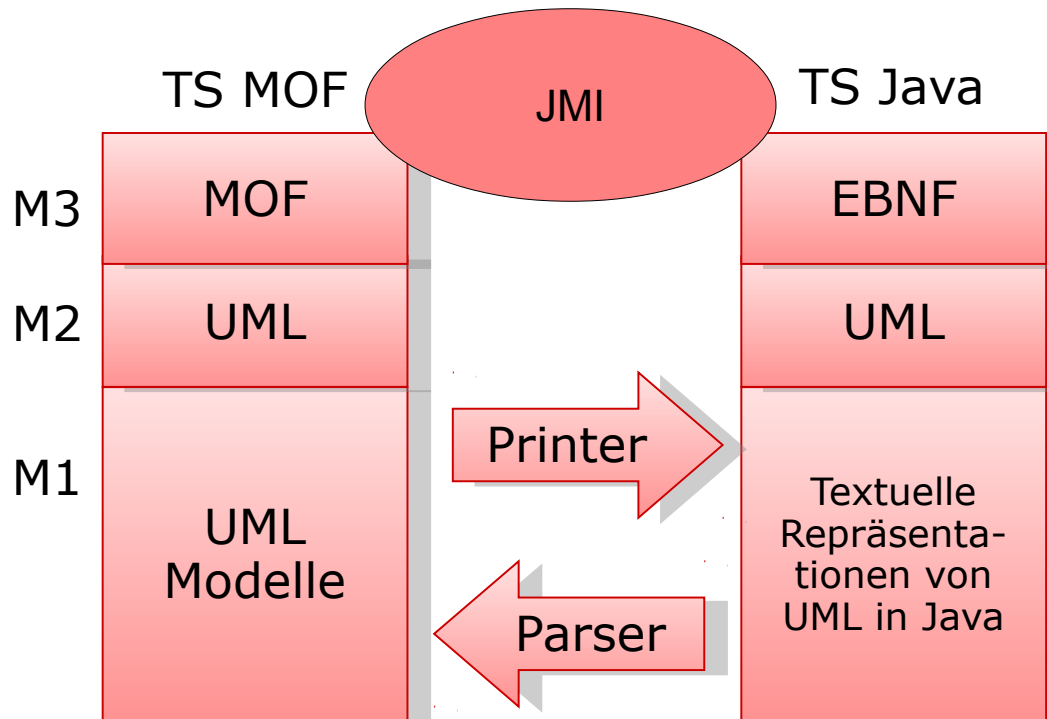 TS MOF
JMI
TS Java
M3
MOF
EBNF
M2
UML
UML
M1
UML
Modelle
Printer
Parser
Textuelle
Repräsenta-
tionen von
UML in Java